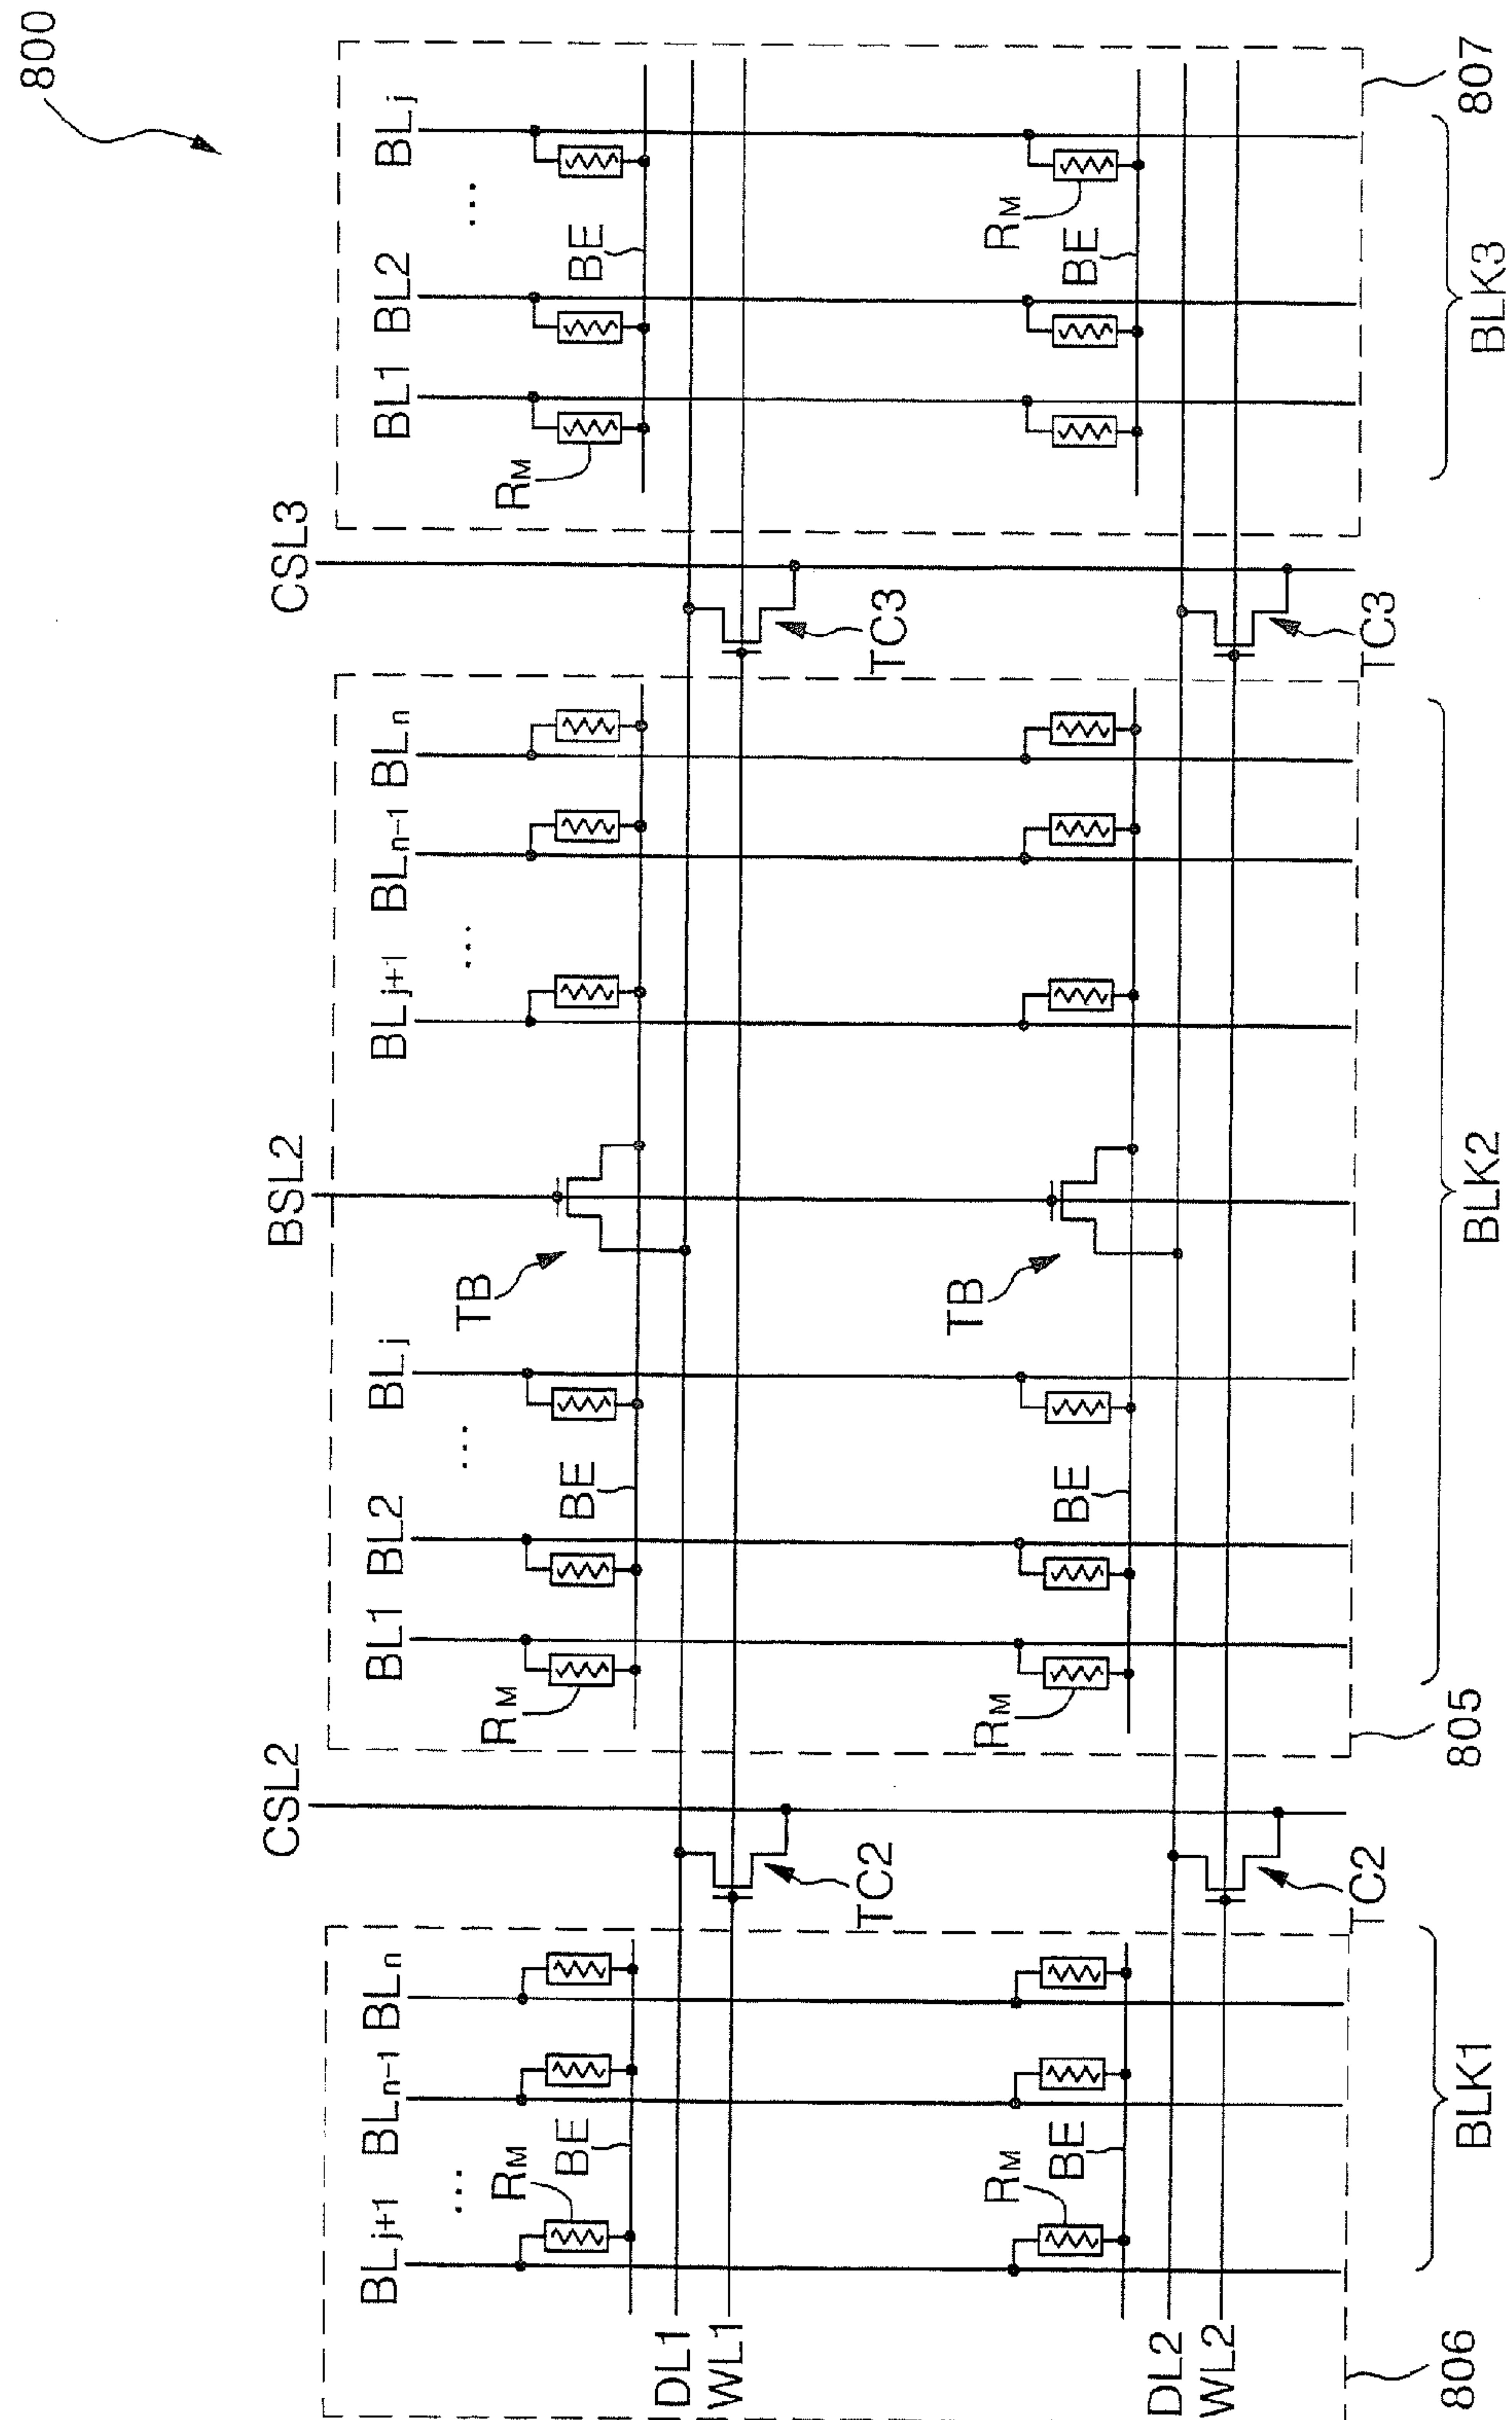 800
CSL2 BSL2 CSL3
BLj+1 ... BLn-1 BLn BL1 BL2 ... BLj BLj+1 ... BLn-1 BLn BL1 BL2 ... BLj
RM BE RM BE TB RM BE
DL1
WL1
TC2 TC3
RM BE RM BE TB BE RM
DL2
WL2
TC2 TC3
806 805 807
BLK1 BLK2 BLK3